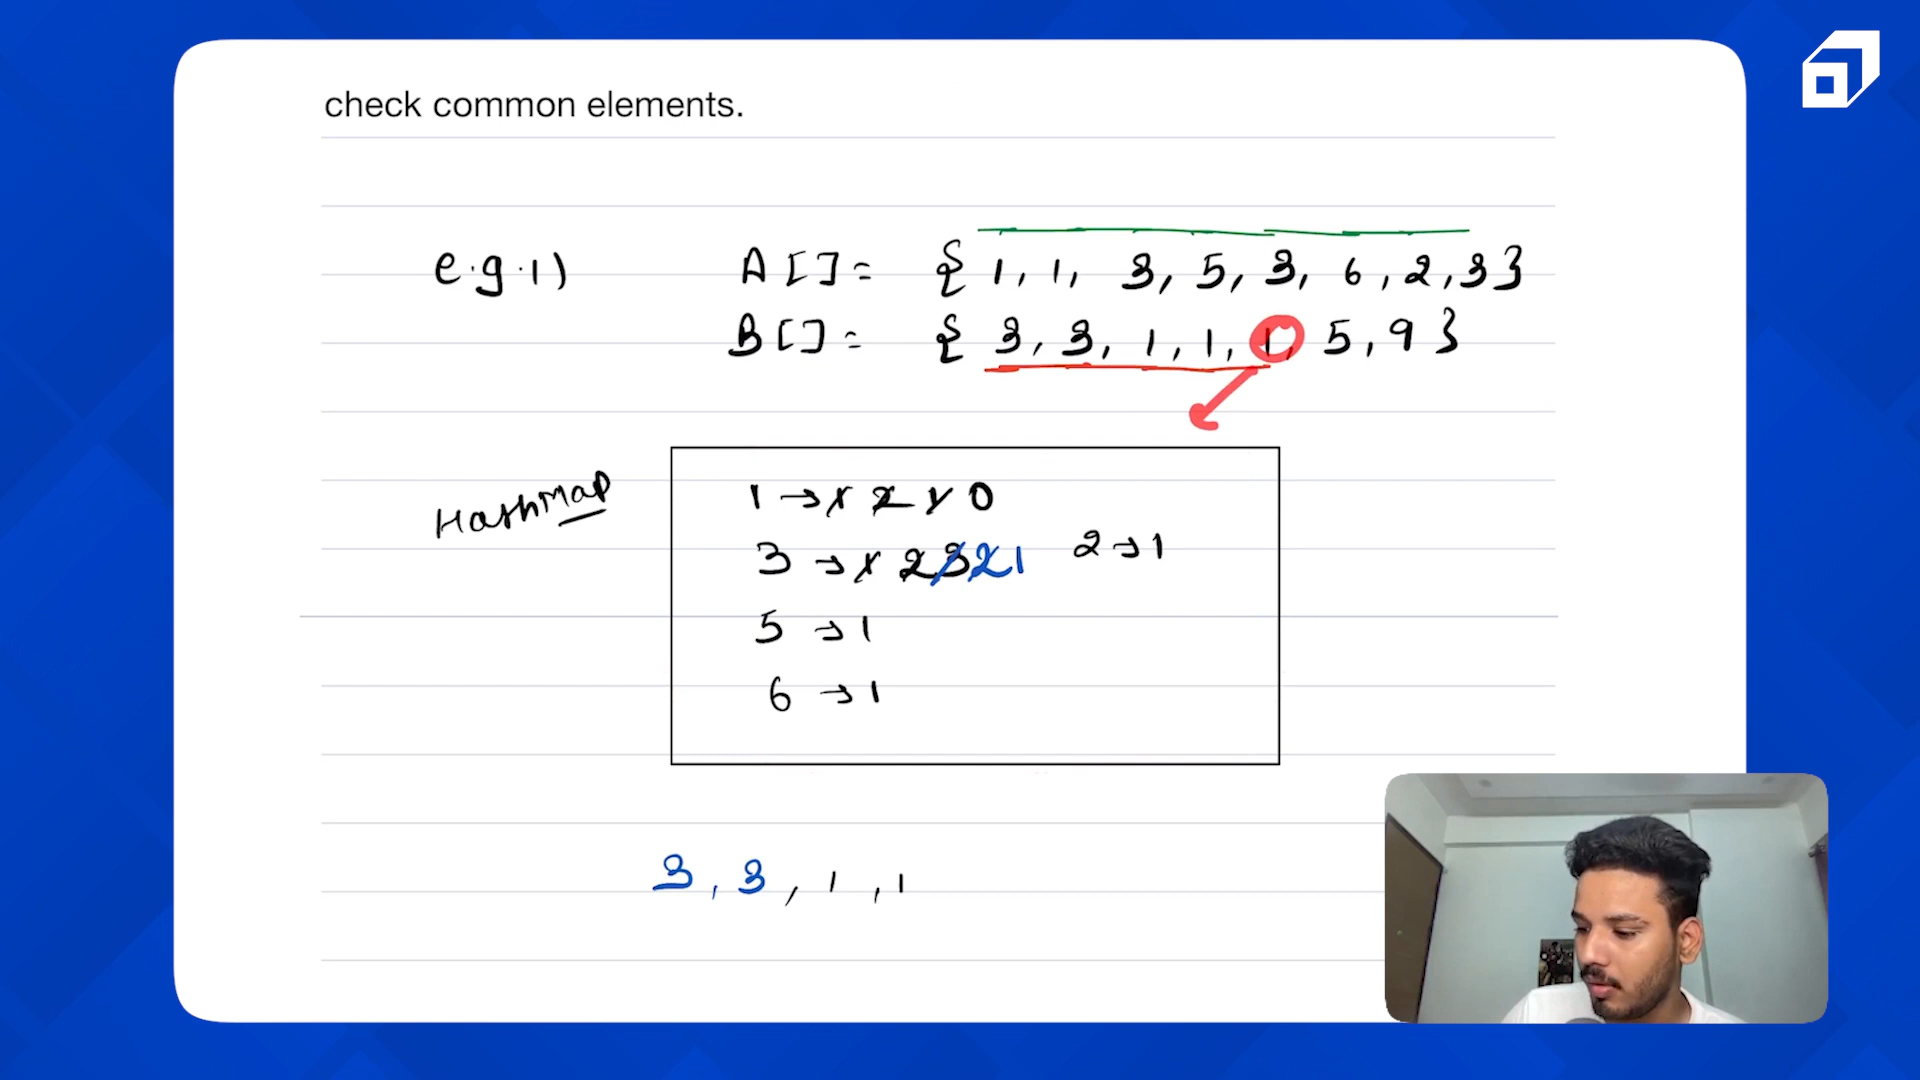 check common elements.
e.g.1) A[] = { 1, 1, 3, 5, 3, 6, 2, 3 }
B[] = { 3, 3, 1, 1, 1, 5, 9 }
HashMap
1 → 1 2 1 0
3 → 1 2 3 2 1 2 → 1
5 → 1
6 → 1
3, 3, 1, 1